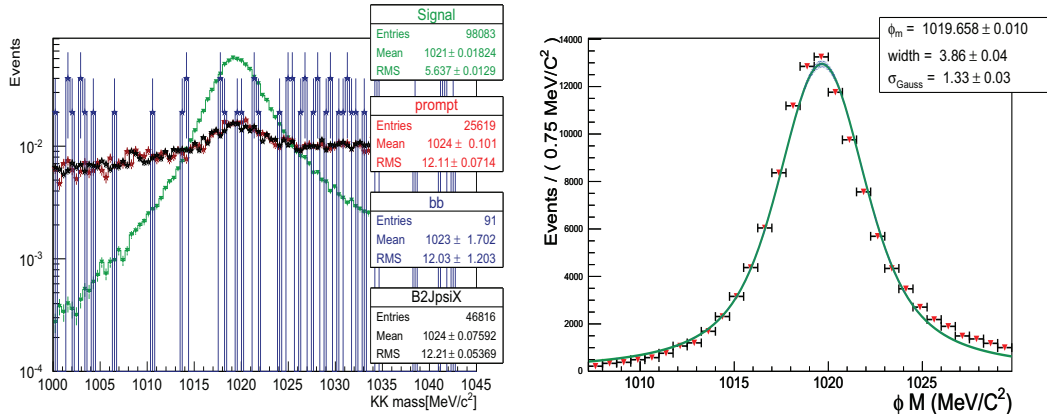 Events
10⁻²
10⁻³
10⁻⁴
1000 1005 1010 1015 1020 1025 1030 1035 1040 1045
KK mass[MeV/c²]
Signal
Entries 98083
Mean 1021 ± 0.01824
RMS 5.637 ± 0.0129
prompt
Entries 25619
Mean 1024 ± 0.101
RMS 12.11 ± 0.0714
bb
Entries 91
Mean 1023 ± 1.702
RMS 12.03 ± 1.203
B2JpsiX
Entries 46816
Mean 1024 ± 0.07592
RMS 12.21 ± 0.05369
Events / ( 0.75 MeV/C² )
14000
12000
10000
8000
6000
4000
2000
0
1010 1015 1020 1025
ϕ M (MeV/C²)
ϕm = 1019.658 ± 0.010
width = 3.86 ± 0.04
σGauss = 1.33 ± 0.03